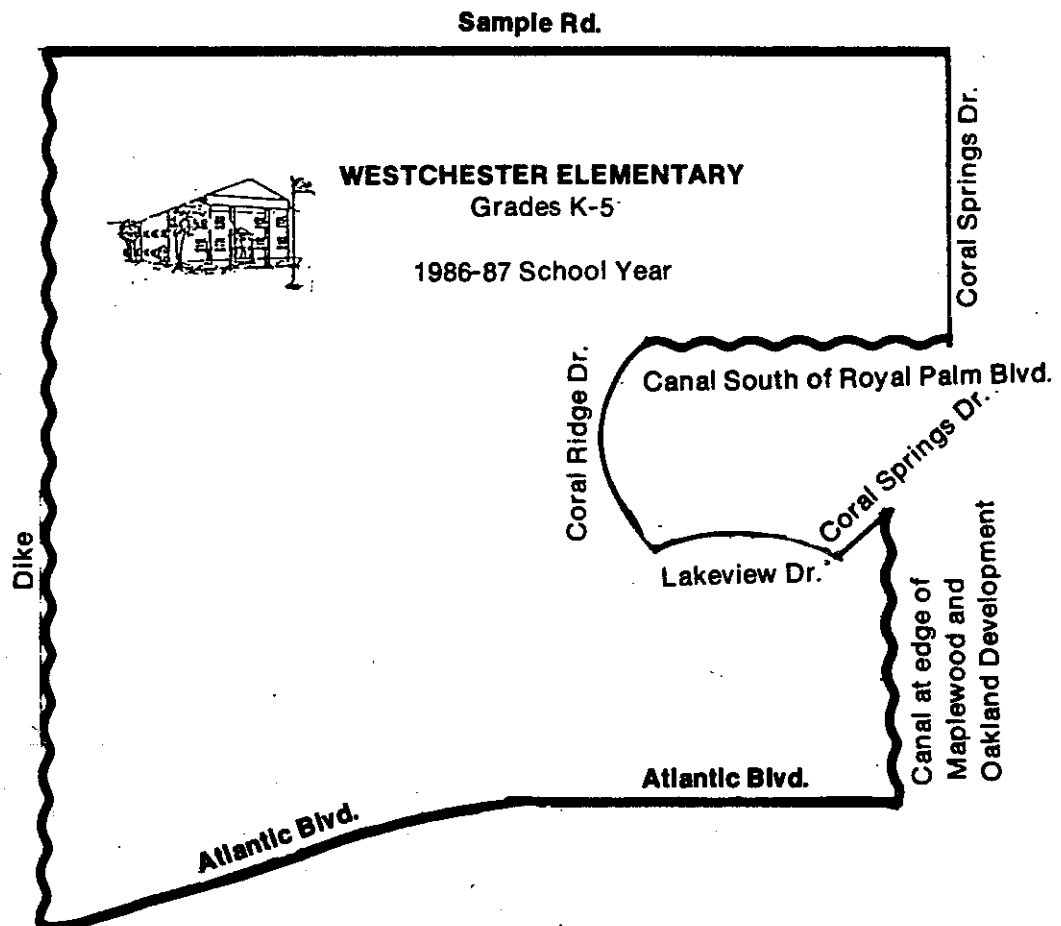 Sample Rd.
WESTCHESTER ELEMENTARY
Grades K-5
1986-87 School Year
Coral Springs Dr.
Canal South of Royal Palm Blvd.
Coral Ridge Dr.
Coral Springs Dr.
Lakeview Dr.
Dike
Canal at edge of
Maplewood and
Oakland Development
Atlantic Blvd.
Atlantic Blvd.